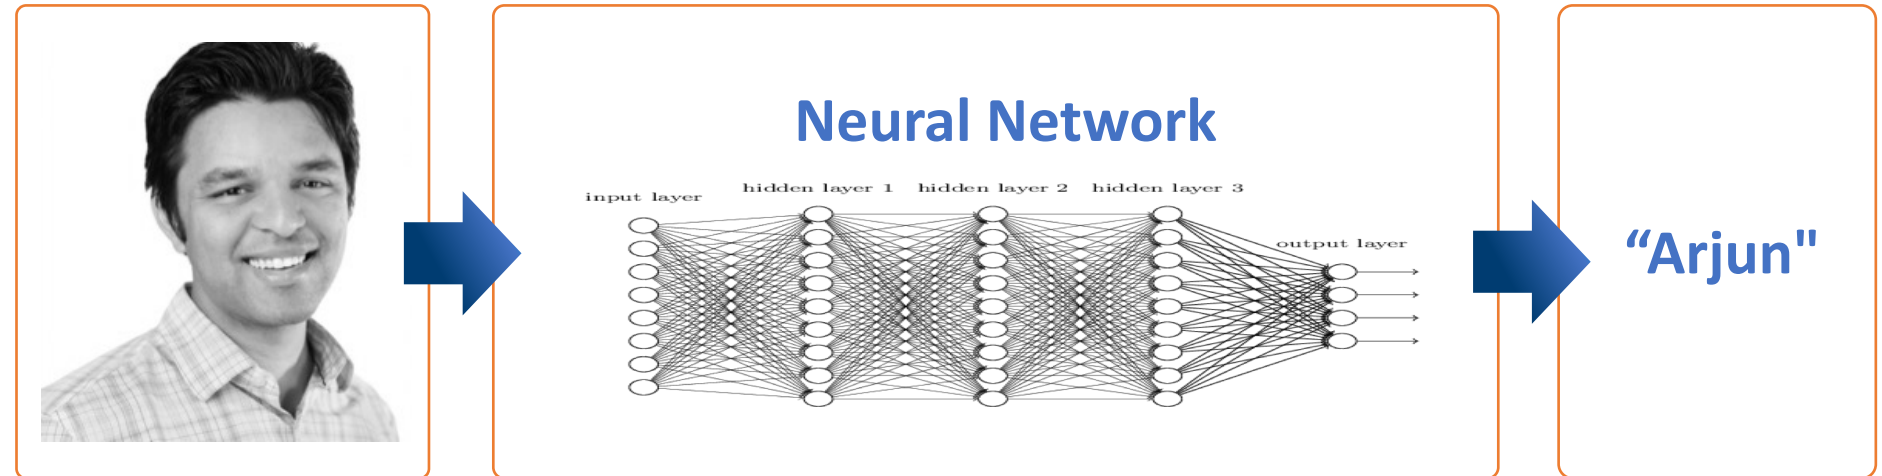 Neural Network
input layer
hidden layer 1
hidden layer 2
hidden layer 3
output layer
“Arjun"